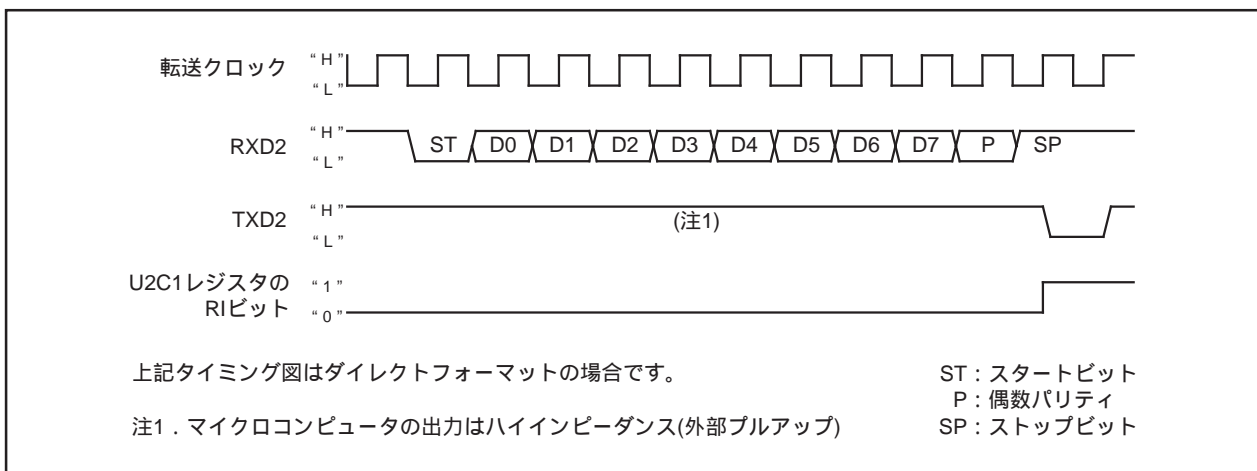 転送クロック “ H ”
“ L ”
RXD2 “ H ” ST D0 D1 D2 D3 D4 D5 D6 D7 P SP
“ L ”
TXD2 “ H ” (注1)
“ L ”
U2C1レジスタの “ 1 ”
RIビット “ 0 ”
上記タイミング図はダイレクトフォーマットの場合です。
ST : スタートビット
P : 偶数パリティ
注1．マイクロコンピュータの出力はハイインピーダンス(外部プルアップ)
SP : ストップビット